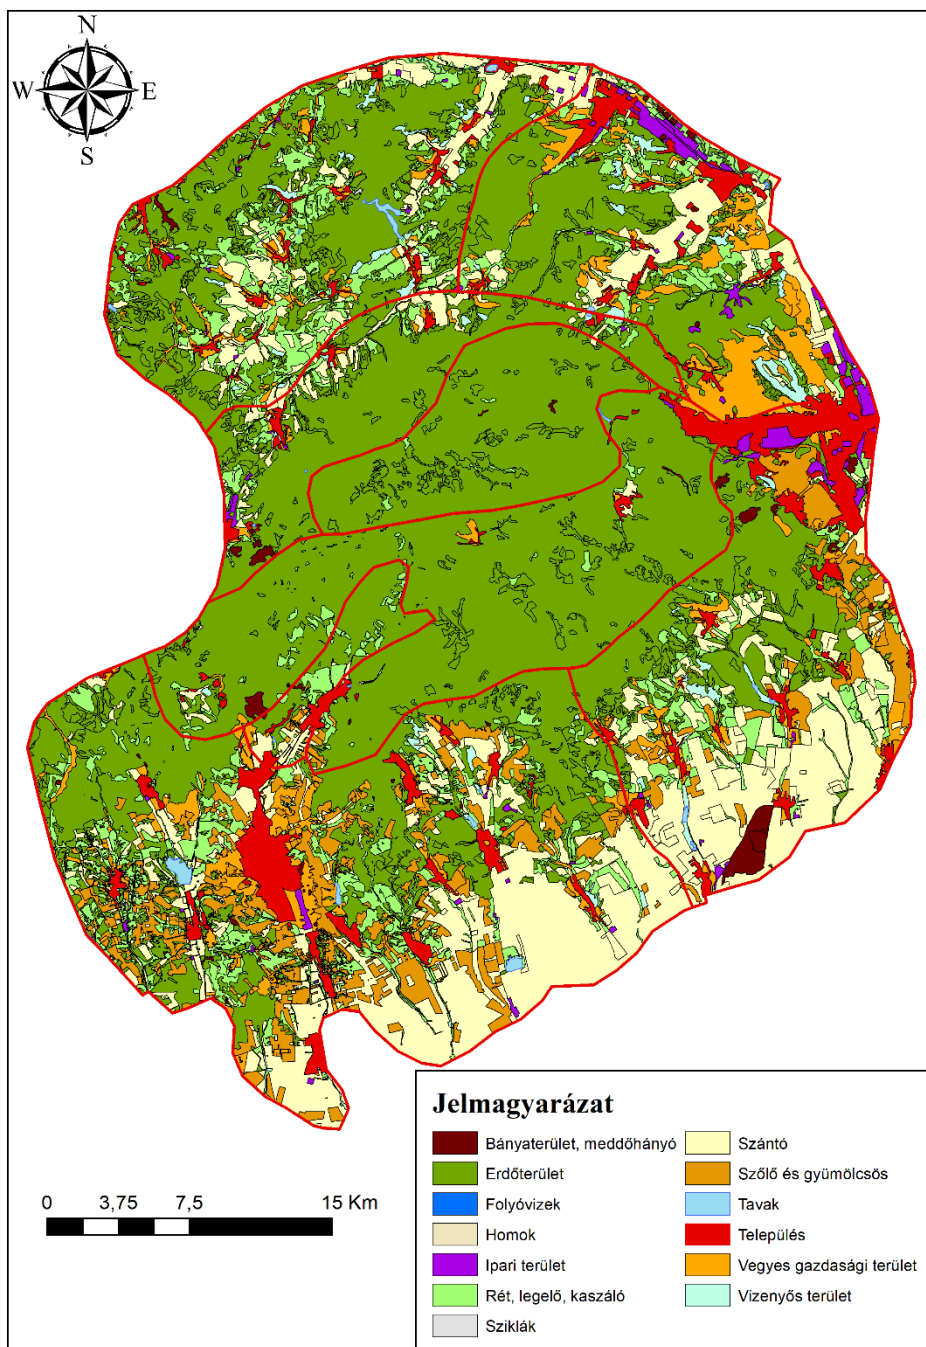 N
W E
S
Jelmagyarázat
Bányaterület, meddőhányó
Erdőterület
Folyóvizek
Homok
Ipari terület
Rét, legelő, kaszáló
Sziklák
Szántó
Szőlő és gyümölcsös
Tavak
Település
Vegyes gazdasági terület
Vizenyős terület
0 3,75 7,5 15 Km